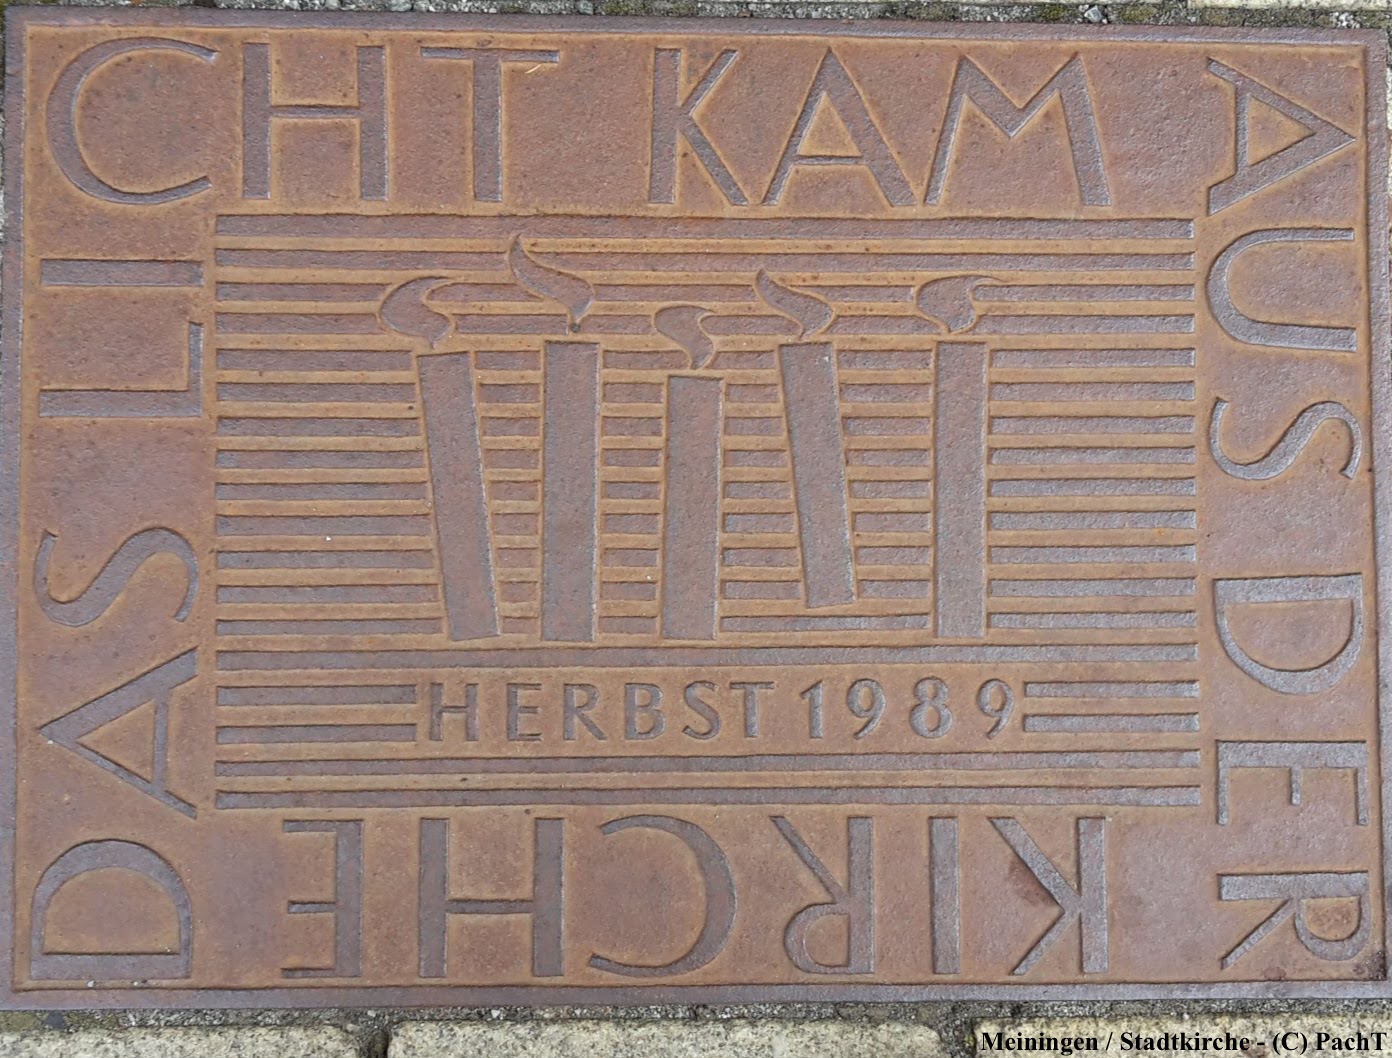 DAS LICHT KAM AUS DER KIRCHE
HERBST 1989
Meiningen / Stadtkirche - (C) PachT